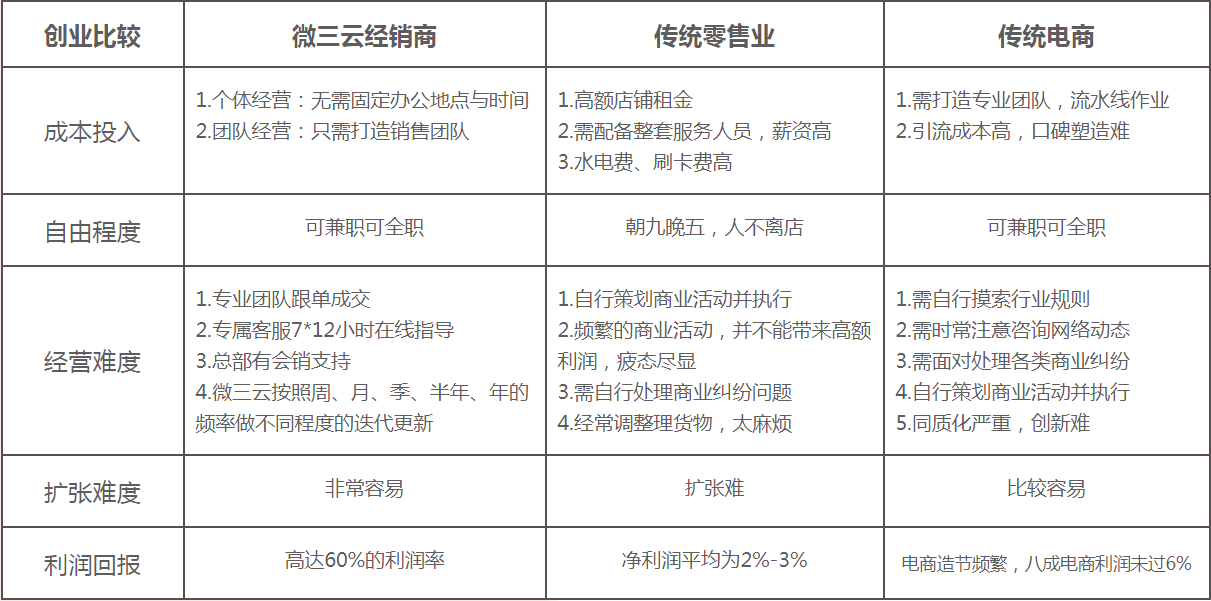 创业比较
微三云经销商
传统零售业
传统电商
成本投入
1.个体经营：无需固定办公地点与时间
2.团队经营：只需打造销售团队
1.高额店铺租金
2.需配备整套服务人员，薪资高
3.水电费、刷卡费高
1.需打造专业团队，流水线作业
2.引流成本高，口碑塑造难
自由程度
可兼职可全职
朝九晚五，人不离店
可兼职可全职
经营难度
1.专业团队跟单成交
2.专属客服7*12小时在线指导
3.总部有会销支持
4.微三云按照周、月、季、半年、年的
频率做不同程度的迭代更新
1.自行策划商业活动并执行
2.频繁的商业活动，并不能带来高额
利润，疲态尽显
3.需自行处理商业纠纷问题
4.经常调整理货物，太麻烦
1.需自行摸索行业规则
2.需时常注意咨询网络动态
3.需面对处理各类商业纠纷
4.自行策划商业活动并执行
5.同质化严重，创新难
扩张难度
非常容易
扩张难
比较容易
利润回报
高达60%的利润率
净利润平均为2%-3%
电商造节频繁，八成电商利润未过6%